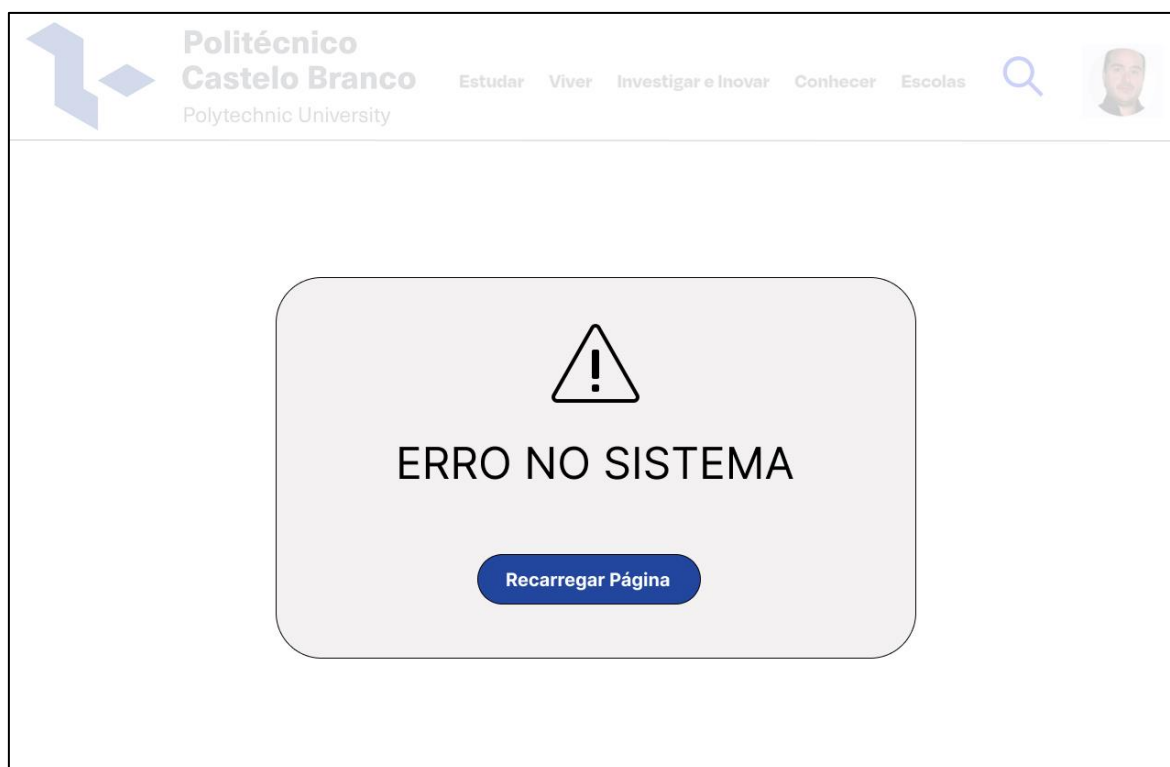 Politécnico
Castelo Branco
Polytechnic University
Estudar Viver Investigar e Inovar Conhecer Escolas
ERRO NO SISTEMA
Recarregar Página